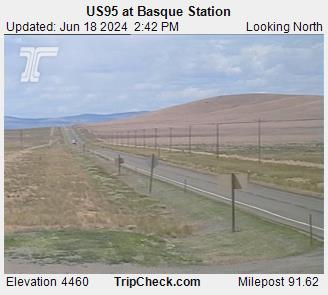 US95 at Basque Station
Updated: Jun 18 2024 2:42 PM Looking North
Elevation 4460 TripCheck.com Milepost 91.62